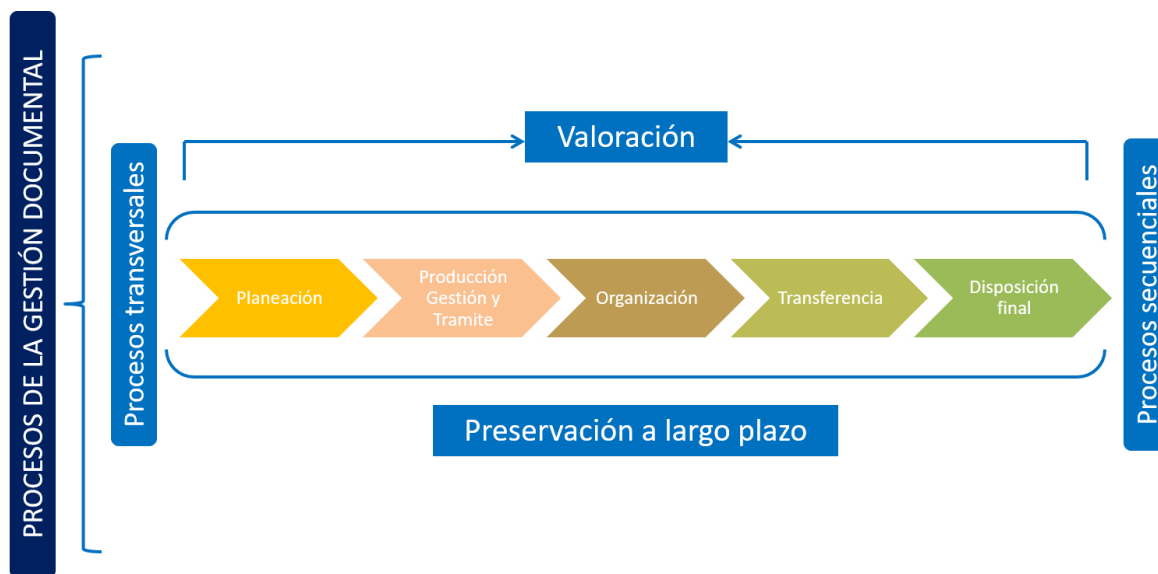 PROCESOS DE LA GESTIÓN DOCUMENTAL
Procesos transversales
Valoración
Planeación
Producción
Gestión y
Tramite
Organización
Transferencia
Disposición
final
Preservación a largo plazo
Procesos secuenciales